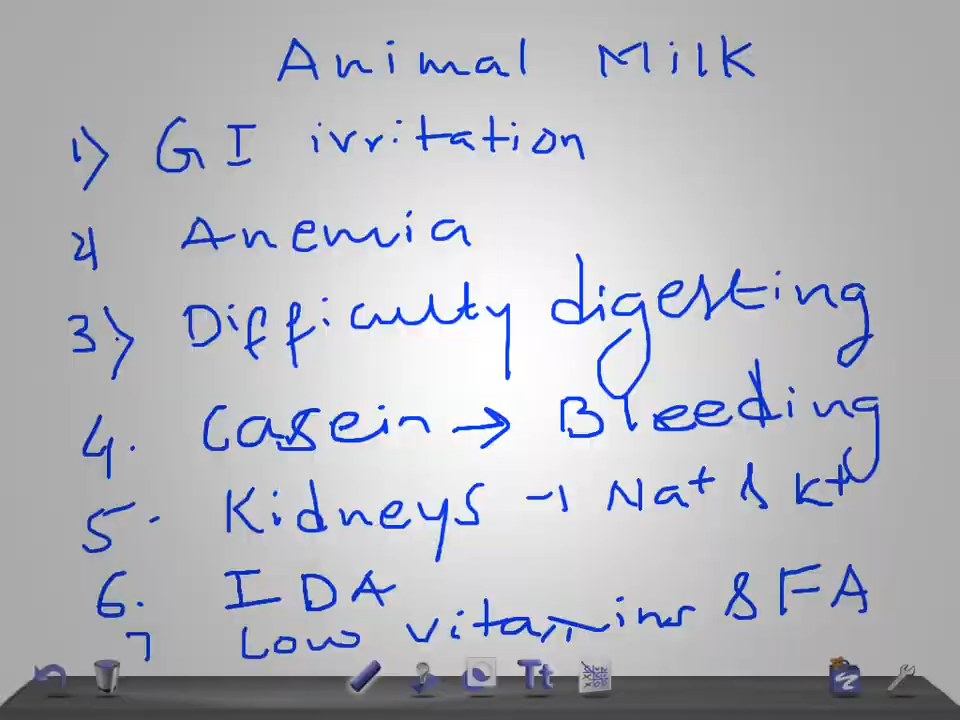 Animal Milk
1) GI irritation
2) Anemia
3) Difficulty digesting
4. Casein → Bleeding
5. Kidneys → Na+ & K+
6. IDA
7 Low vitamins & FA
Tt